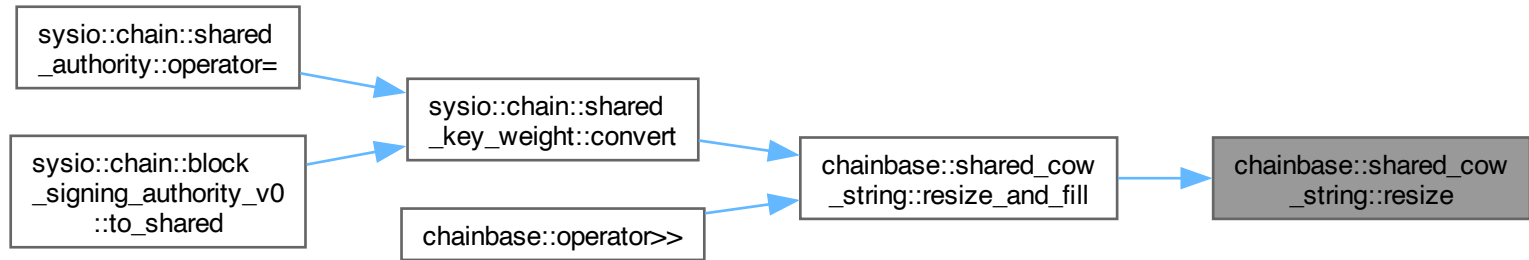 sysio::chain::shared
_authority::operator=
sysio::chain::block
_signing_authority_v0
::to_shared
sysio::chain::shared
_key_weight::convert
chainbase::operator>>
chainbase::shared_cow
_string::resize_and_fill
chainbase::shared_cow
_string::resize